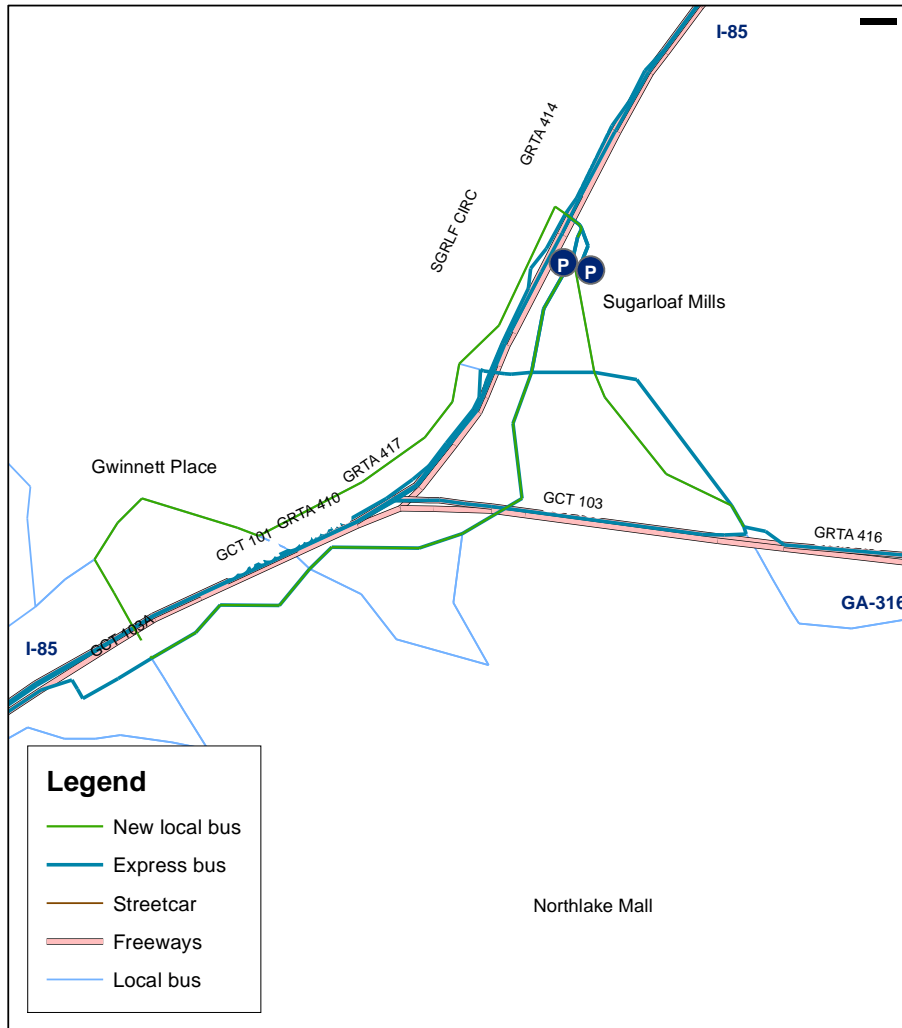 I-85
GRTA 414
SGRLF CIRC
P
P
Sugarloaf Mills
GRTA 417
Gwinnett Place
GRTA 410
GCT 103
GCT 101
GRTA 416
GA-316
GCT 103A
I-85
Legend
New local bus
Express bus
Streetcar
Freeways
Local bus
Northlake Mall